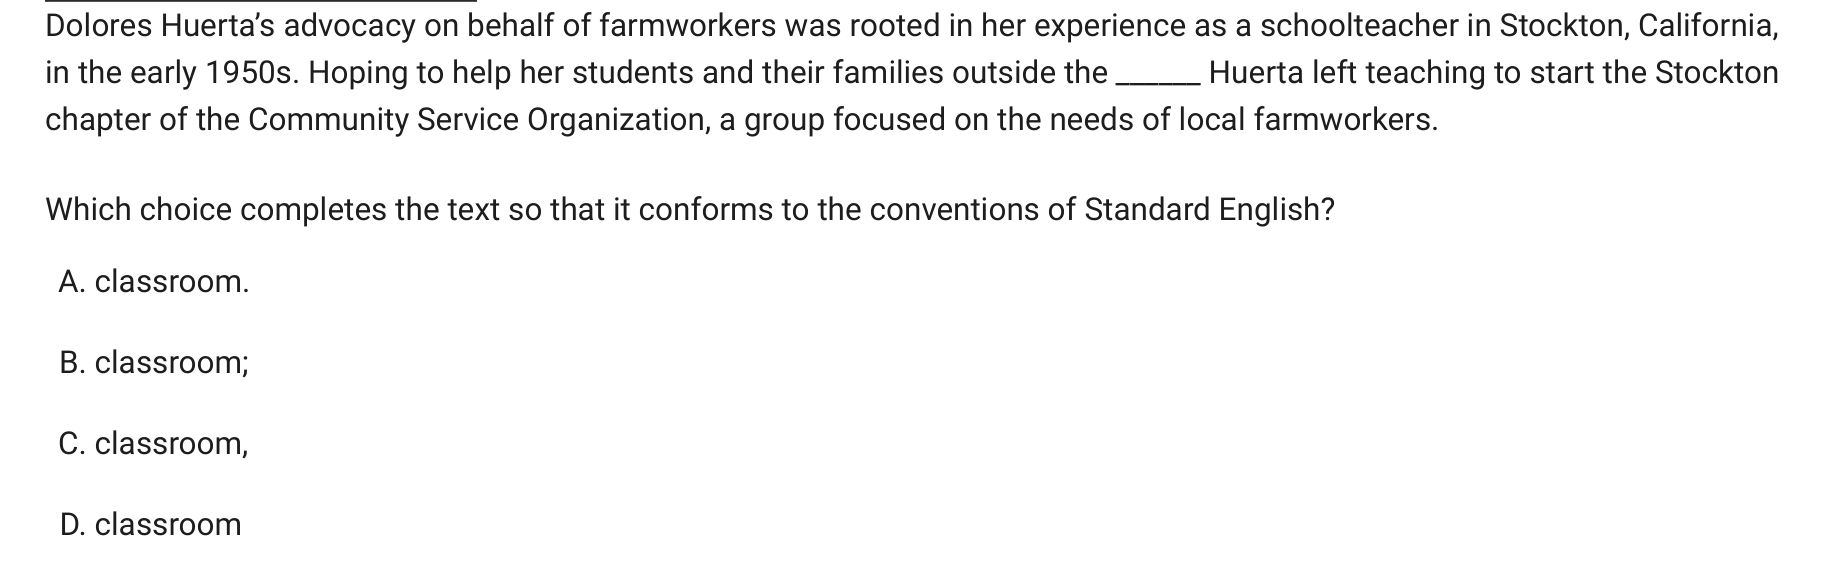 Dolores Huerta’s advocacy on behalf of farmworkers was rooted in her experience as a schoolteacher in Stockton, California,
in the early 1950s. Hoping to help her students and their families outside the ______ Huerta left teaching to start the Stockton
chapter of the Community Service Organization, a group focused on the needs of local farmworkers.
Which choice completes the text so that it conforms to the conventions of Standard English?
A. classroom.
B. classroom;
C. classroom,
D. classroom